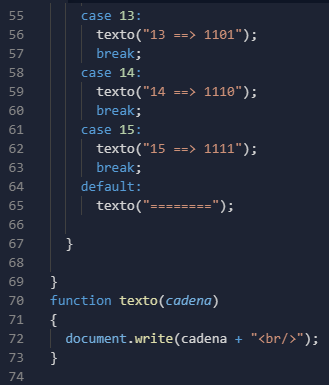 55 case 13:
56 texto("13 ==> 1101");
57 break;
58 case 14:
59 texto("14 ==> 1110");
60 break;
61 case 15:
62 texto("15 ==> 1111");
63 break;
64 default:
65 texto("========");
66
67 }
68
69 }
70 function texto(cadena)
71 {
72 document.write(cadena + "<br/>");
73 }
74